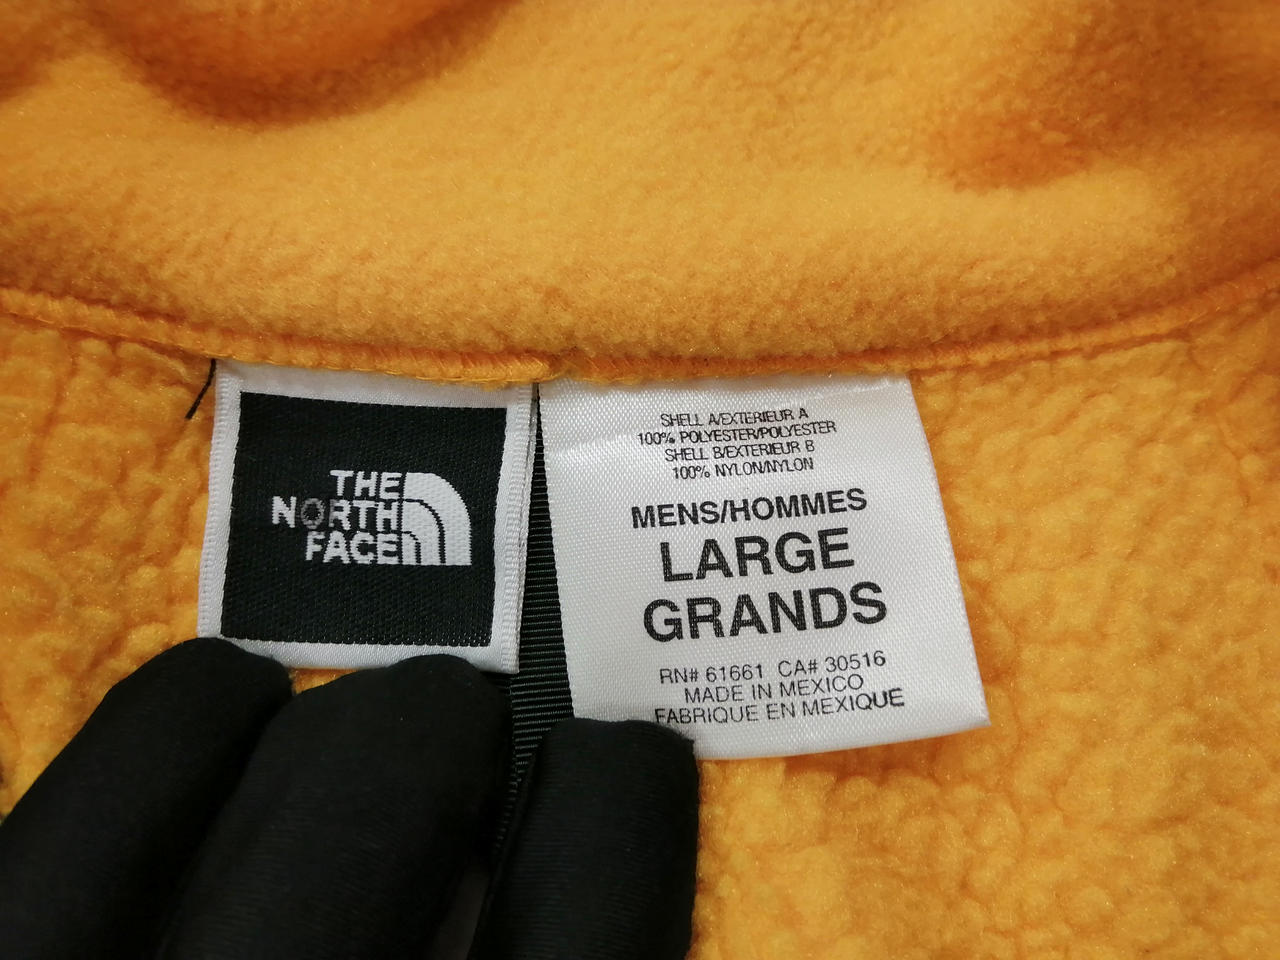 THE
NORTH
FACE
SHELL A/EXTERIEUR A
100% POLYESTER/POLYESTER
SHELL B/EXTERIEUR B
100% NYLON/NYLON
MENS/HOMMES
LARGE
GRANDS
RN# 61661 CA# 30516
MADE IN MEXICO
FABRIQUE EN MEXIQUE